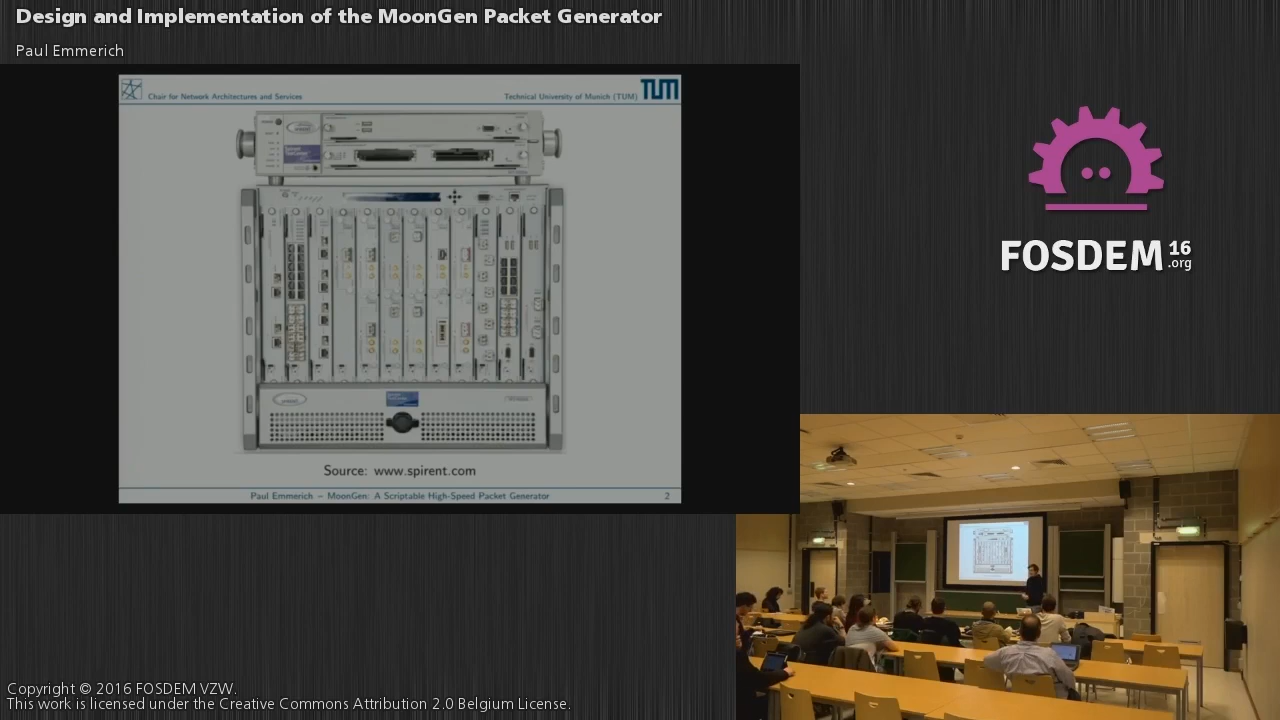 Design and Implementation of the MoonGen Packet Generator
Paul Emmerich
Chair for Network Architectures and Services
Technical University of Munich (TUM)
TUM
Source: www.spirent.com
Paul Emmerich – MoonGen: A Scriptable High-Speed Packet Generator
2
FOSDEM 16
.org
Copyright © 2016 FOSDEM VZW.
This work is licensed under the Creative Commons Attribution 2.0 Belgium License.